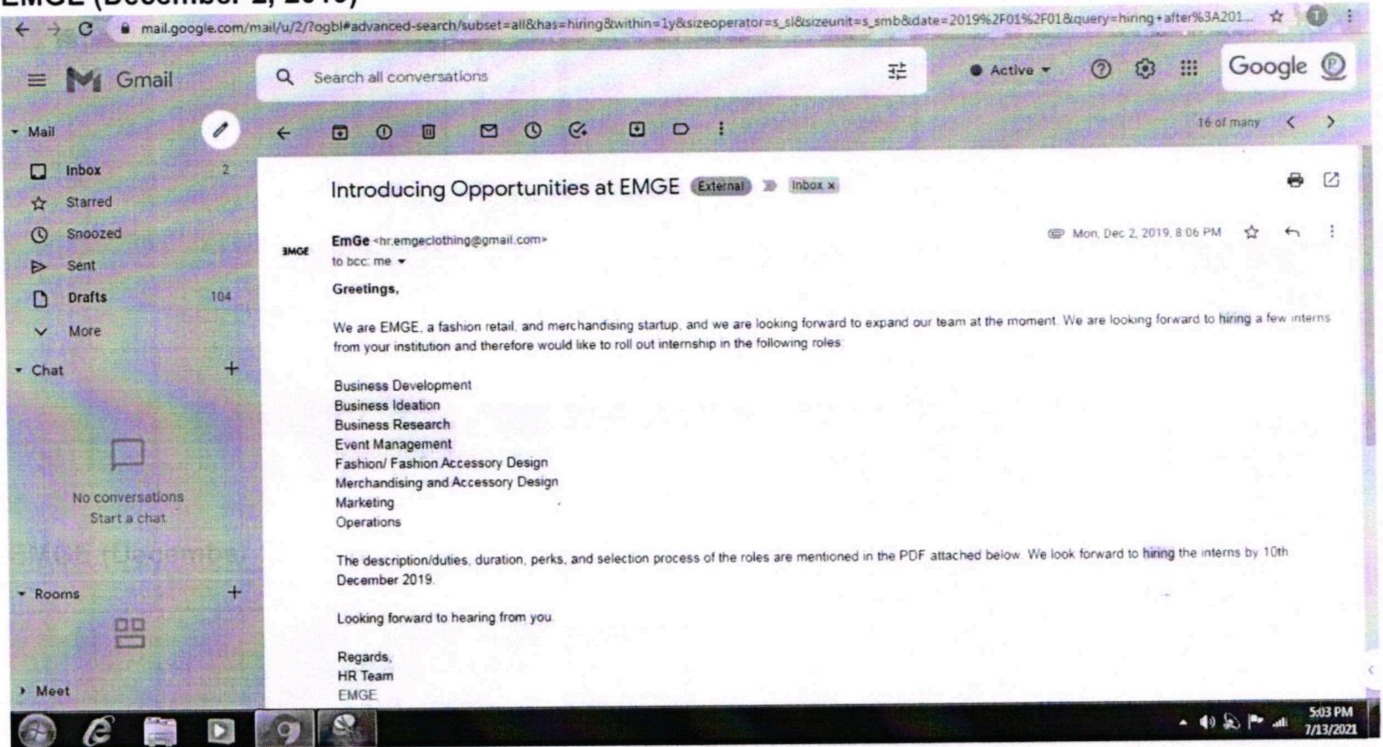 EMGE (December 2, 2019)
mail.google.com/mail/u/2/?ogbl#advanced-search/subset=all&has=hiring&within=1y&sizeoperator=s_sl&sizeunit=s_smb&date=2019%2F01%2F01&query=hiring+after%3A201...
Gmail
Search all conversations
Active
Google
Mail
16 of many
Inbox 2
Introducing Opportunities at EMGE External Inbox x
Starred
Snoozed
EMGE
EmGe <hr.emgeclothing@gmail.com>
Mon, Dec 2, 2019, 8:06 PM
to bcc: me
Sent
Greetings,
Drafts 104
We are EMGE, a fashion retail, and merchandising startup, and we are looking forward to expand our team at the moment. We are looking forward to hiring a few interns
from your institution and therefore would like to roll out internship in the following roles:
More
Chat
Business Development
Business Ideation
Business Research
Event Management
Fashion/ Fashion Accessory Design
Merchandising and Accessory Design
Marketing
Operations
No conversations
Start a chat
The description/duties, duration, perks, and selection process of the roles are mentioned in the PDF attached below. We look forward to hiring the interns by 10th
December 2019.
Rooms
Looking forward to hearing from you.
Regards,
HR Team
EMGE
Meet
5:03 PM
7/13/2021